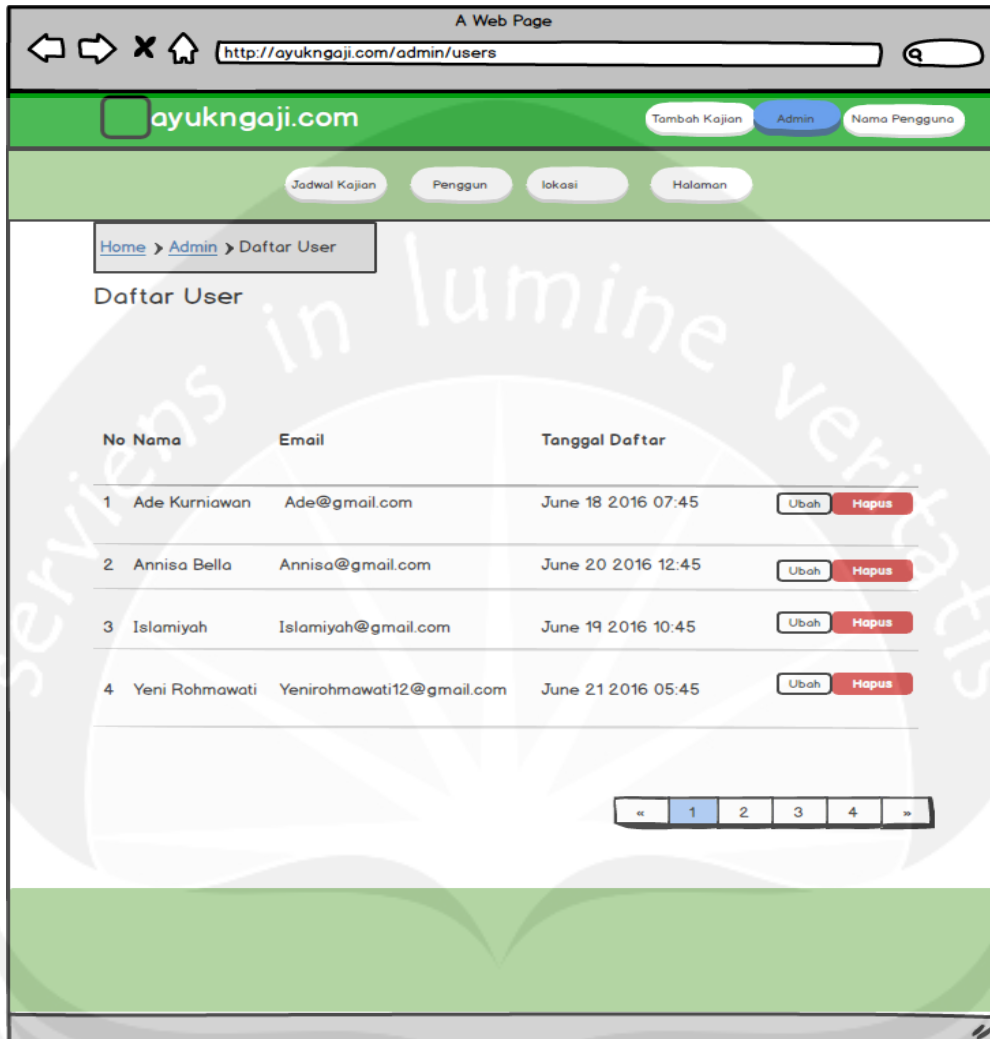 A Web Page
http://ayukngaji.com/admin/users
ayukngaji.com
Tambah Kajian Admin Nama Pengguna
Jadwal Kajian Penggun lokasi Halaman
Home > Admin > Daftar User
Daftar User
No Nama Email Tanggal Daftar
1 Ade Kurniawan Ade@gmail.com June 18 2016 07:45 Ubah Hapus
2 Annisa Bella Annisa@gmail.com June 20 2016 12:45 Ubah Hapus
3 Islamiyah Islamiyah@gmail.com June 19 2016 10:45 Ubah Hapus
4 Yeni Rohmawati Yenirohmawati12@gmail.com June 21 2016 05:45 Ubah Hapus
« 1 2 3 4 »
serviens in lumine veritatis